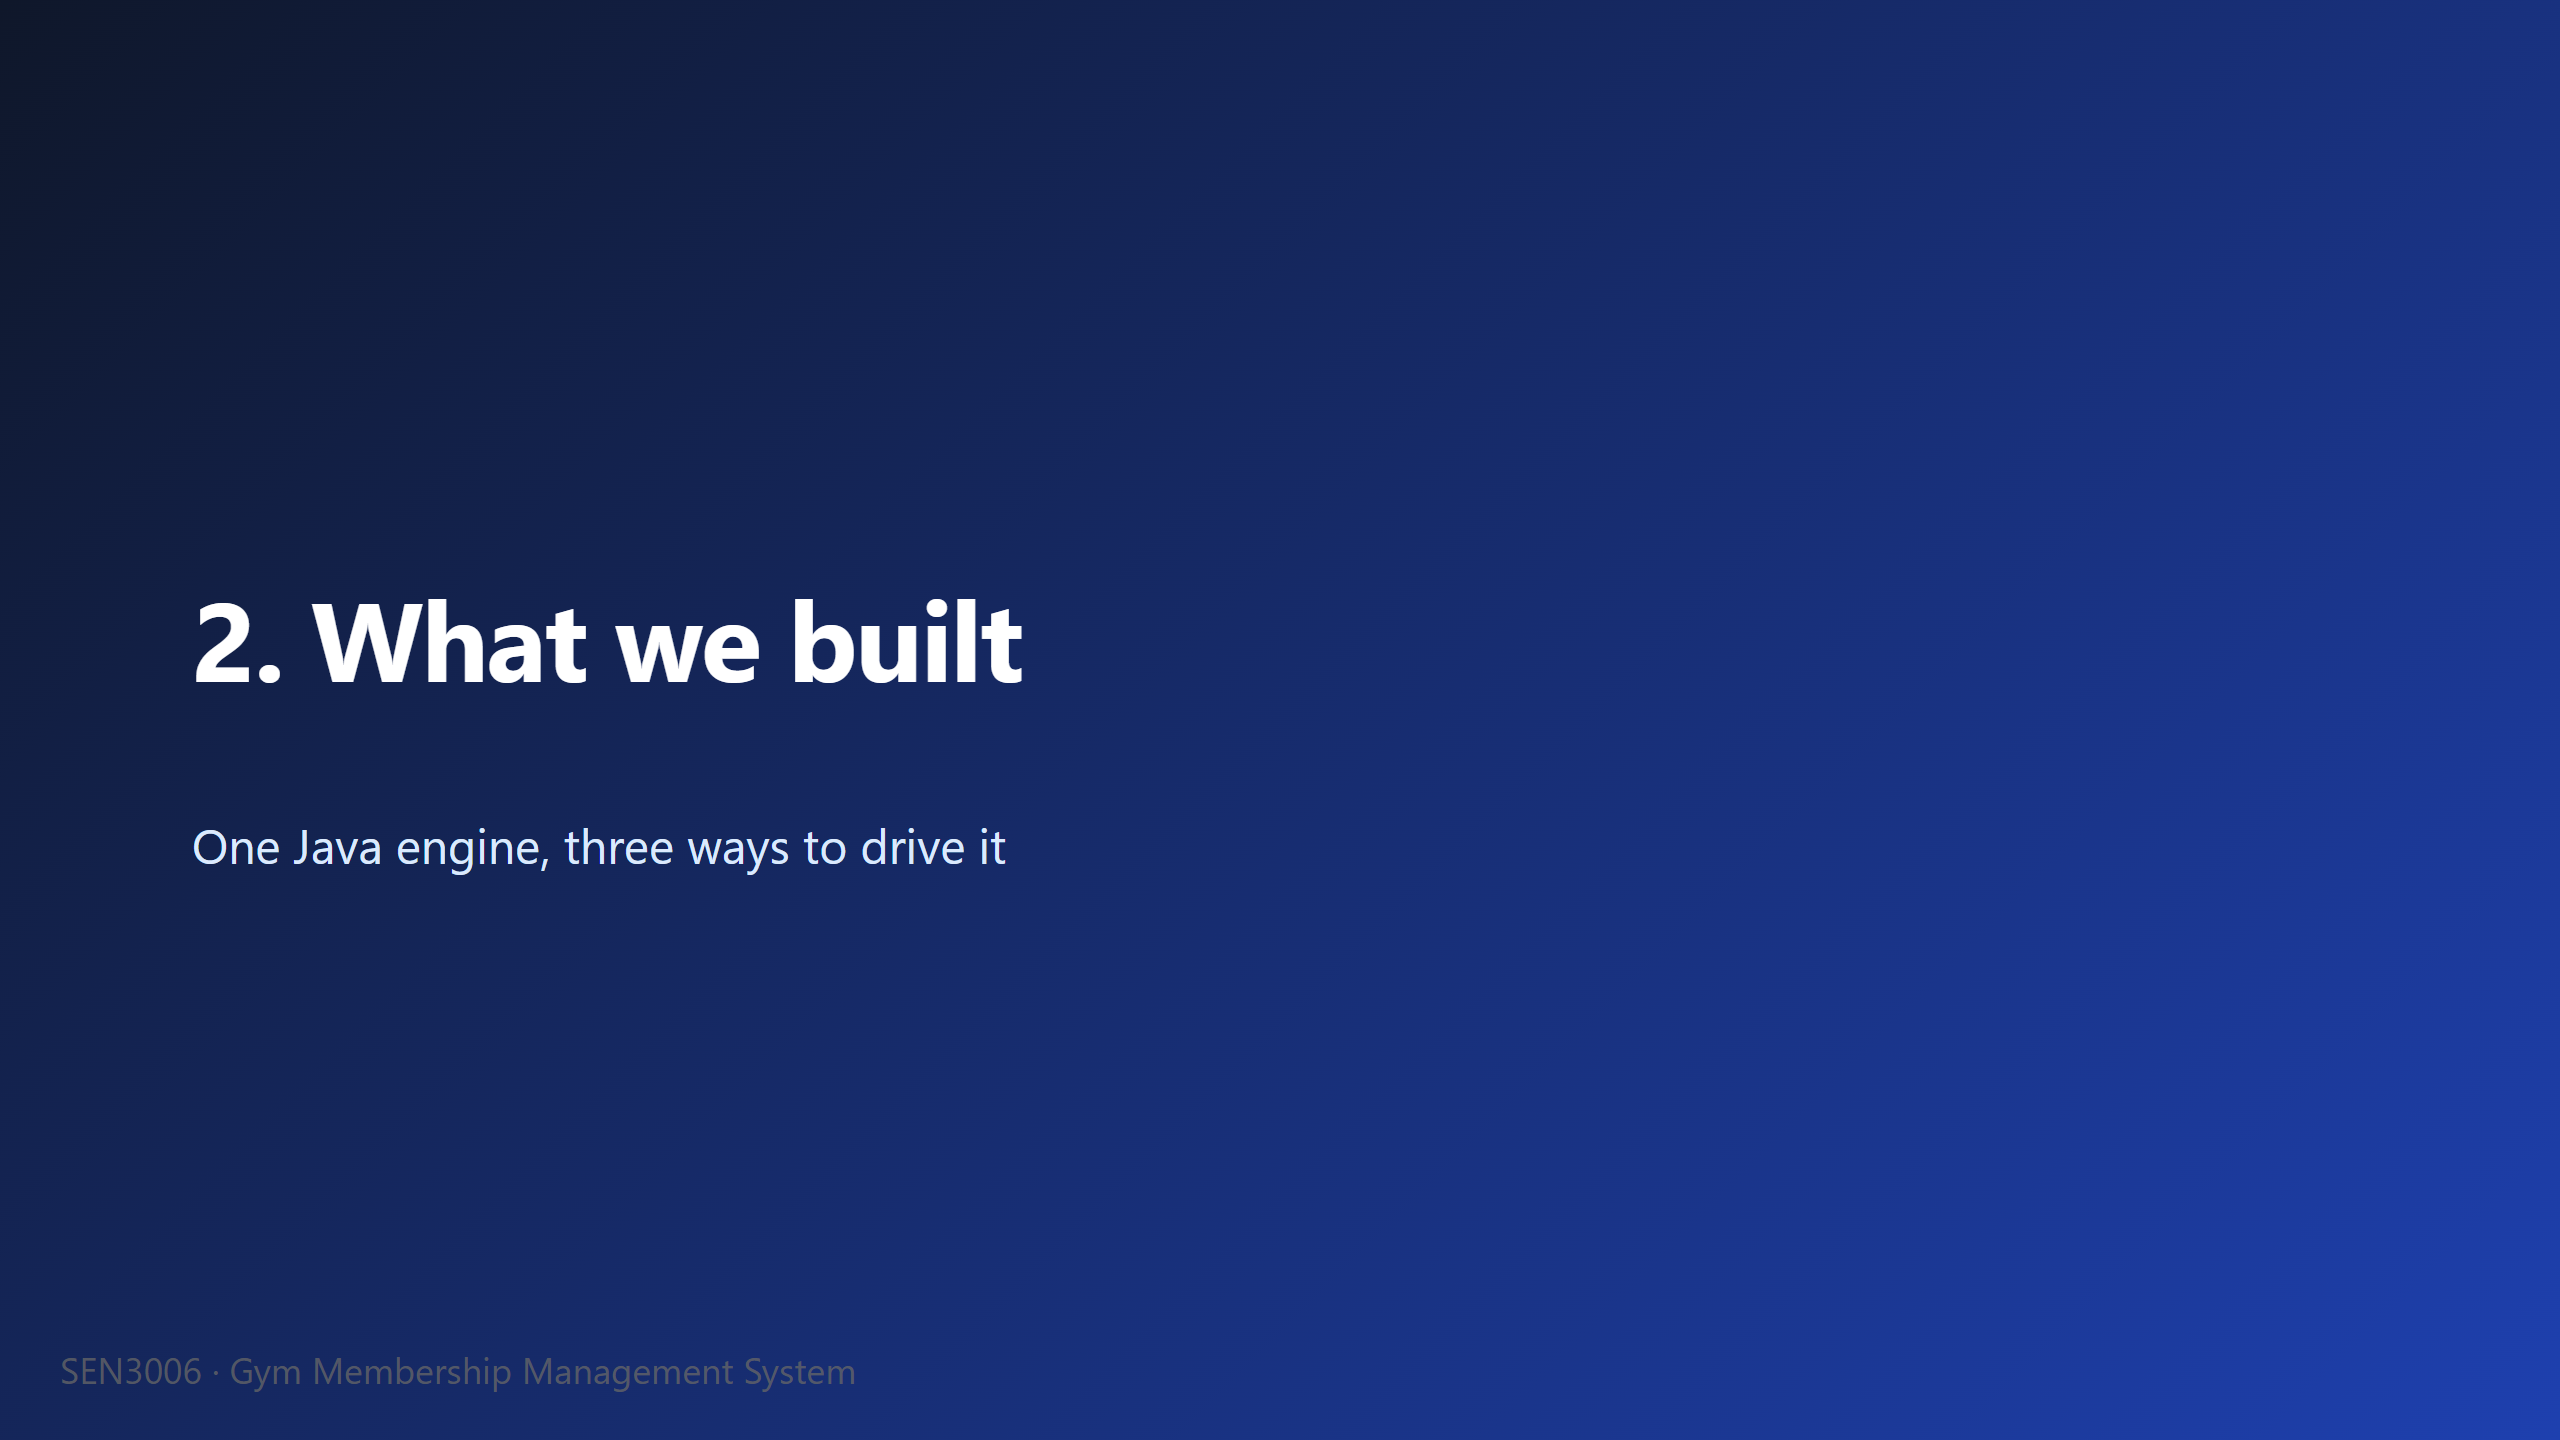 2. What we built
One Java engine, three ways to drive it
SEN3006 · Gym Membership Management System